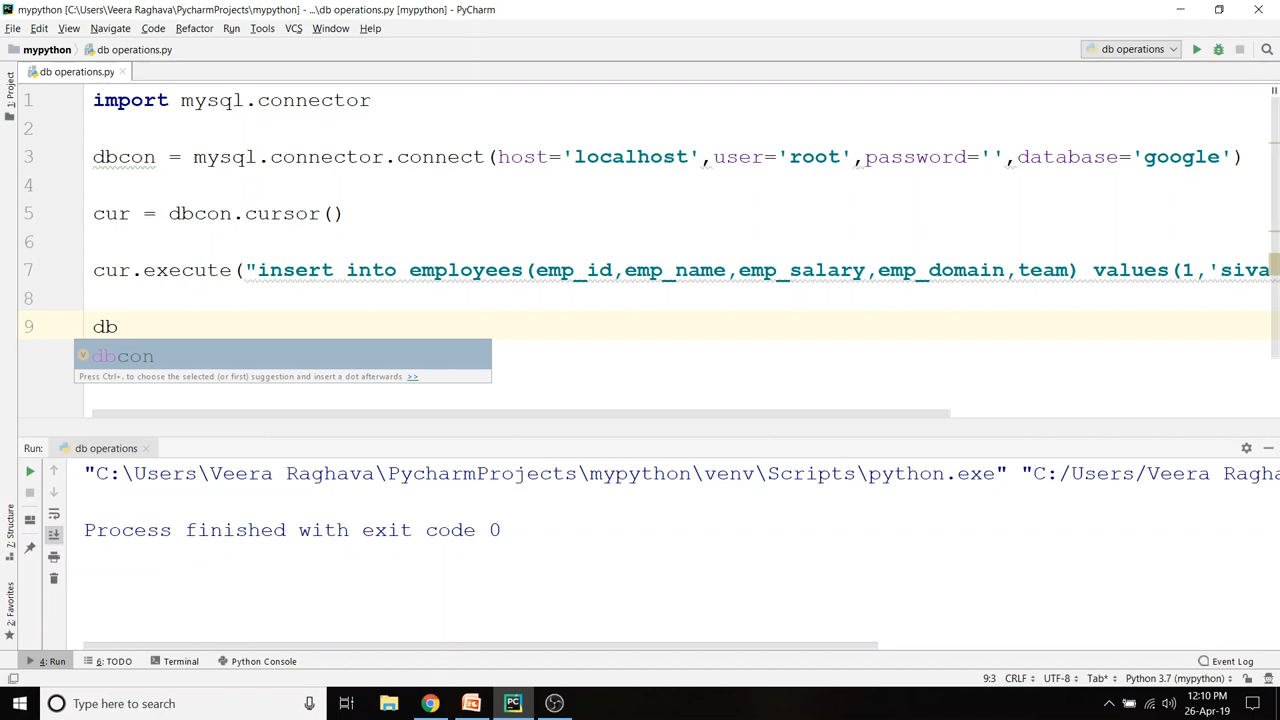 mypython [C:\Users\Veera Raghava\PycharmProjects\mypython] - ...\db operations.py [mypython] - PyCharm
File Edit View Navigate Code Refactor Run Tools VCS Window Help
mypython db operations.py db operations
1: Project
db operations.py
1 import mysql.connector
2
3 dbcon = mysql.connector.connect(host='localhost',user='root',password='',database='google')
4
5 cur = dbcon.cursor()
6
7 cur.execute("insert into employees(emp_id,emp_name,emp_salary,emp_domain,team) values(1,'siva
8
9 db
v dbcon
Press Ctrl+. to choose the selected (or first) suggestion and insert a dot afterwards >>
Run: db operations
"C:\Users\Veera Raghava\PycharmProjects\mypython\venv\Scripts\python.exe" "C:/Users/Veera Ragha
Process finished with exit code 0
7: Structure
2: Favorites
4: Run 6: TODO Terminal Python Console Event Log
9:3 CRLF UTF-8 Tab* Python 3.7 (mypython)
PC
Type here to search
12:10 PM
26-Apr-19